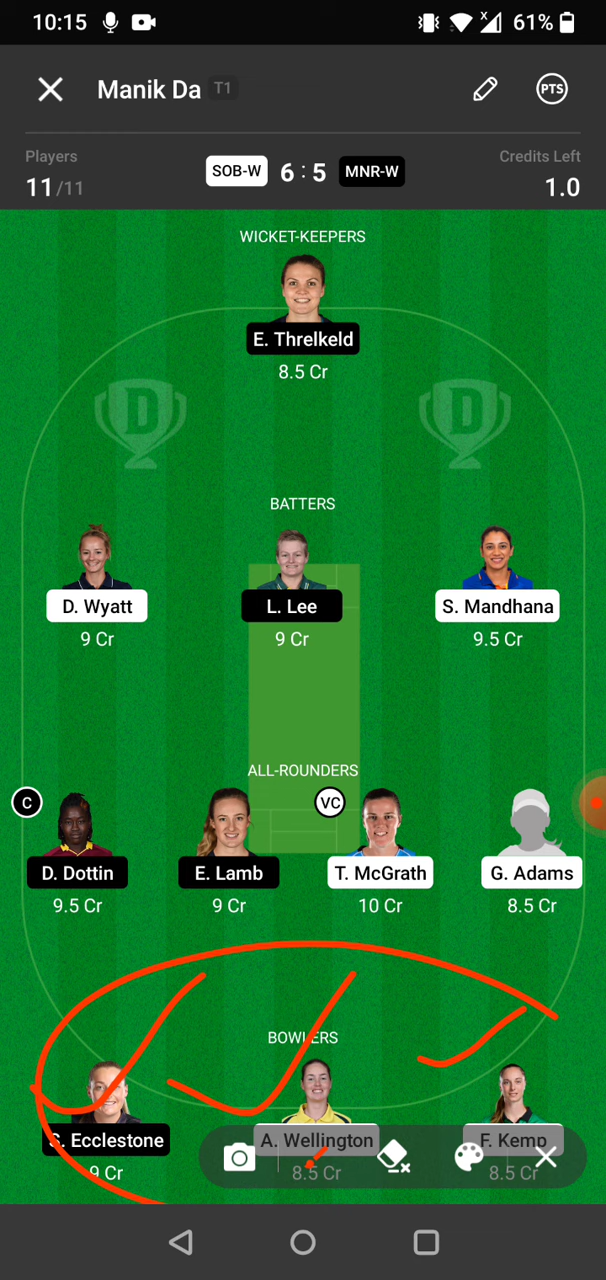 10:15 61%
Manik Da T1 PTS
Players Credits Left
11/11 SOB-W 6 : 5 MNR-W 1.0
WICKET-KEEPERS
E. Threlkeld
8.5 Cr
D D
BATTERS
D. Wyatt L. Lee S. Mandhana
9 Cr 9 Cr 9.5 Cr
ALL-ROUNDERS
C VC
D. Dottin E. Lamb T. McGrath G. Adams
9.5 Cr 9 Cr 10 Cr 8.5 Cr
BOWLERS
S. Ecclestone A. Wellington F. Kemp
9 Cr 8.5 Cr 8.5 Cr